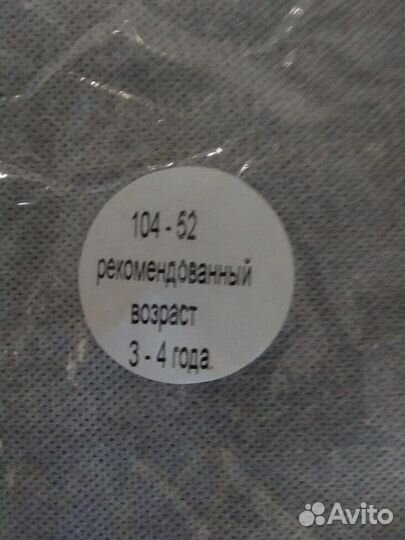 104 - 52
рекомендованный
возраст
3 - 4 года.
Avito